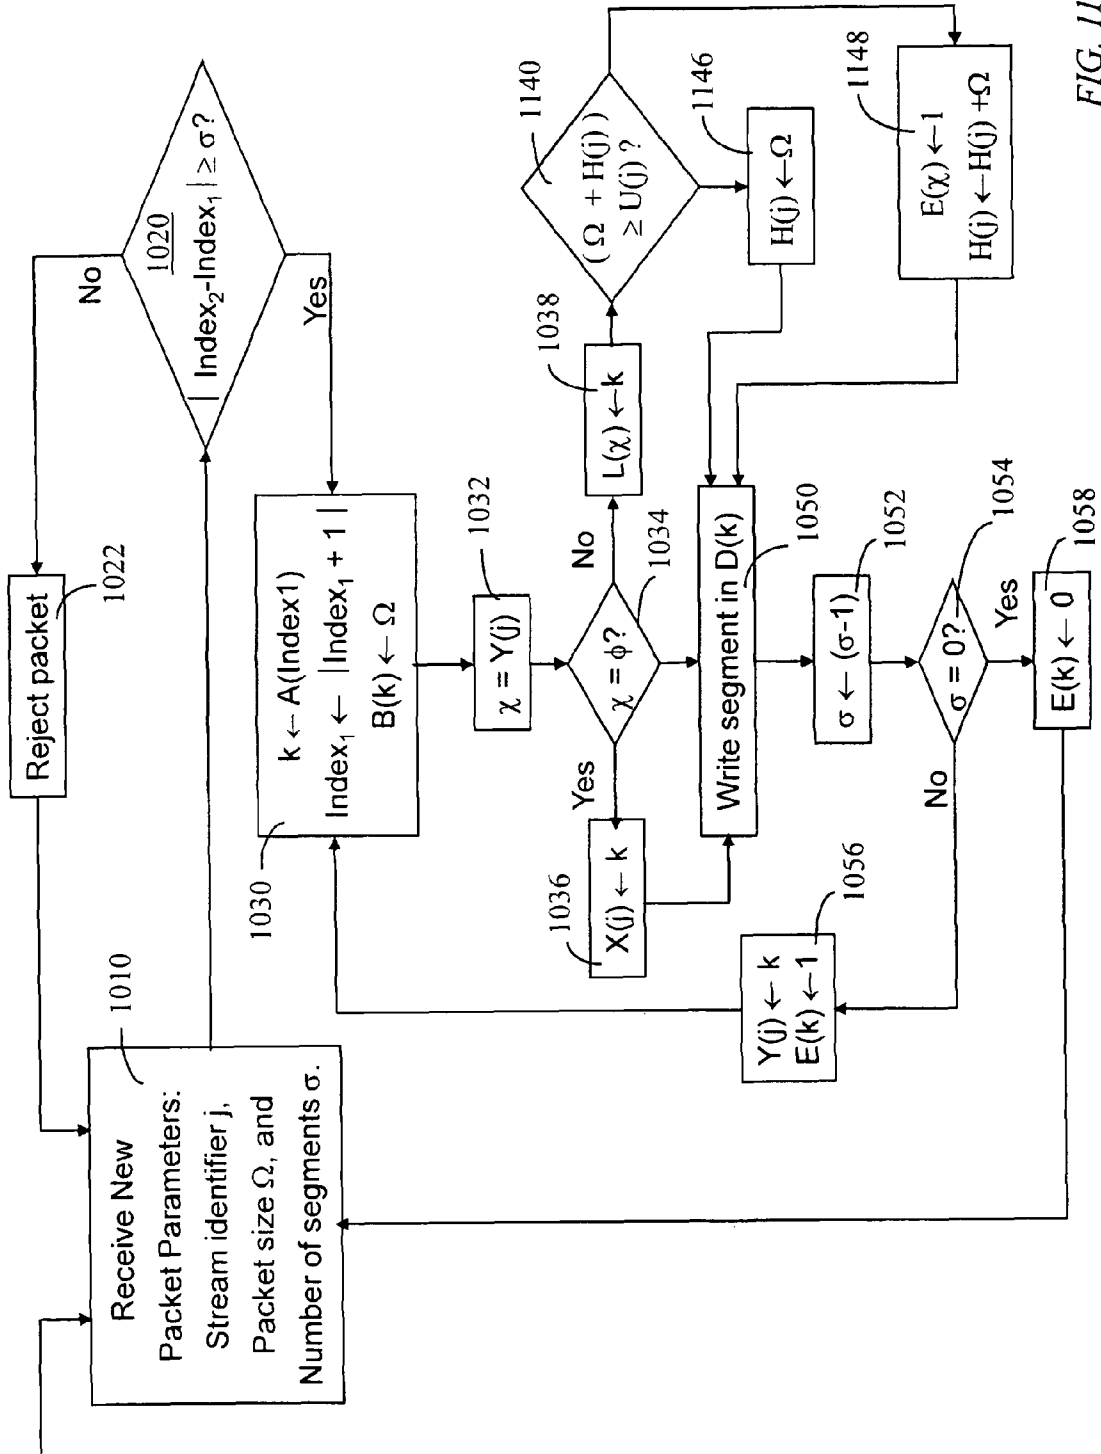 Receive New
Packet Parameters:
Stream identifier j,
Packet size Ω, and
Number of segments σ.
1010
Reject packet
1022
No
1020
| Index₂-Index₁ | ≥ σ?
Yes
1030
k ← A(Index1)
Index₁ ← |Index₁ + 1 |
B(k) ← Ω
χ = Y(j)
1032
χ = ϕ?
1034
Yes
No
1036
X(j) ← k
L(χ) ← k
1038
(Ω + H(j) )
≥ U(j) ?
1140
H(j) ← Ω
1146
E(χ) ← 1
H(j) ← H(j) +Ω
1148
Write segment in D(k)
1050
σ ← (σ-1)
1052
σ = 0?
1054
No
Yes
Y(j) ← k
E(k) ← 1
1056
E(k) ← 0
1058
FIG. 11